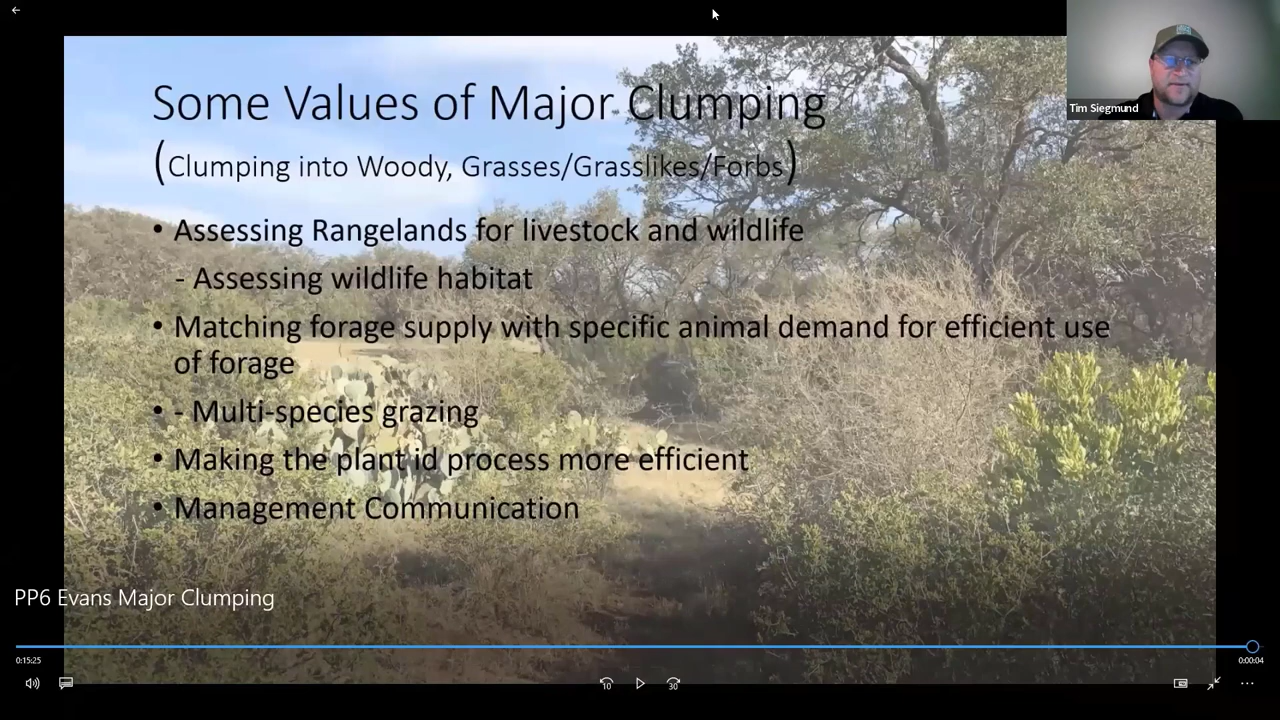 Tim Siegmund
Some Values of Major Clumping
(Clumping into Woody, Grasses/Grasslikes/Forbs)
• Assessing Rangelands for livestock and wildlife
- Assessing wildlife habitat
• Matching forage supply with specific animal demand for efficient use
of forage
• - Multi-species grazing
• Making the plant id process more efficient
• Management Communication
PP6 Evans Major Clumping
0:15:25
0:00:04
10
30